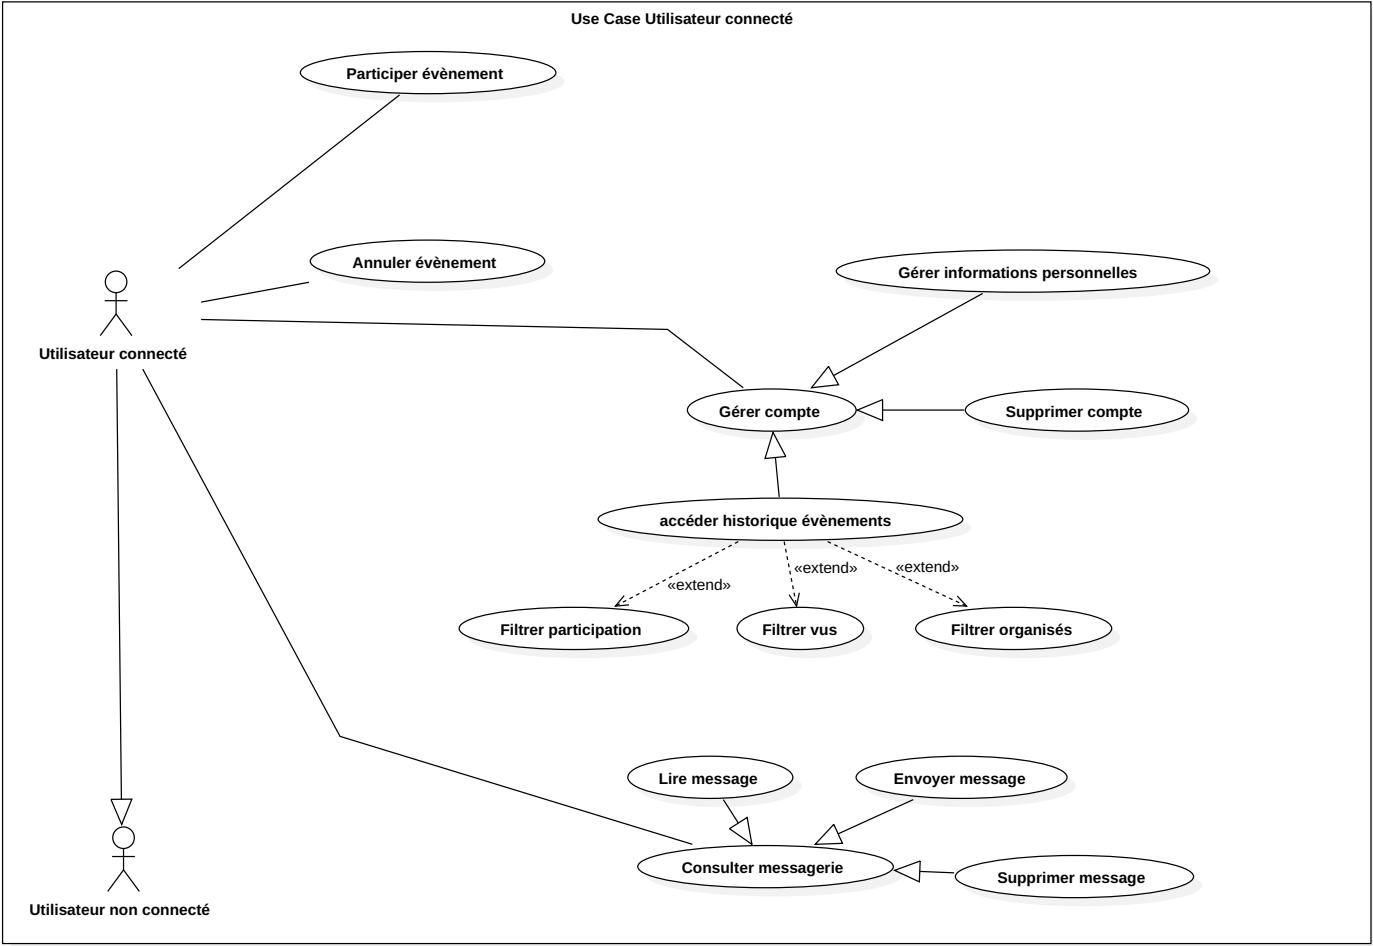 Use Case Utilisateur connecté
Participer évènement
Annuler évènement
Gérer informations personnelles
Utilisateur connecté
Gérer compte
Supprimer compte
accéder historique évènements
«extend»
«extend»
«extend»
Filtrer participation
Filtrer vus
Filtrer organisés
Lire message
Envoyer message
Consulter messagerie
Supprimer message
Utilisateur non connecté